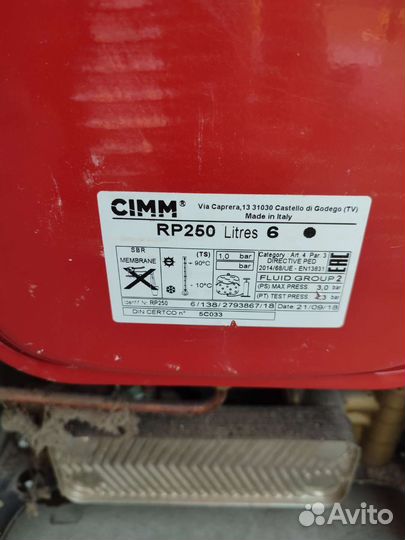 CIMM®
Via Caprera,13 31030 Castello di Godego (TV)
Made in Italy
RP250 Litres 6
SBR
MEMBRANE
(TS)
+ 90°C
- 10°C
1,0 bar
bar
Category: Art. 4 Par. 3
DIRECTIVE PED
2014/68/UE - EN13831
EAC
FLUID GROUP 2
(PS) MAX.PRESS. 3,0 bar
(PT) TEST PRESS. bar
Identif.Nr. RP250
6/138/2793867/18
Date: 21/09/18
DIN CERTCO n°
5C033
Avito